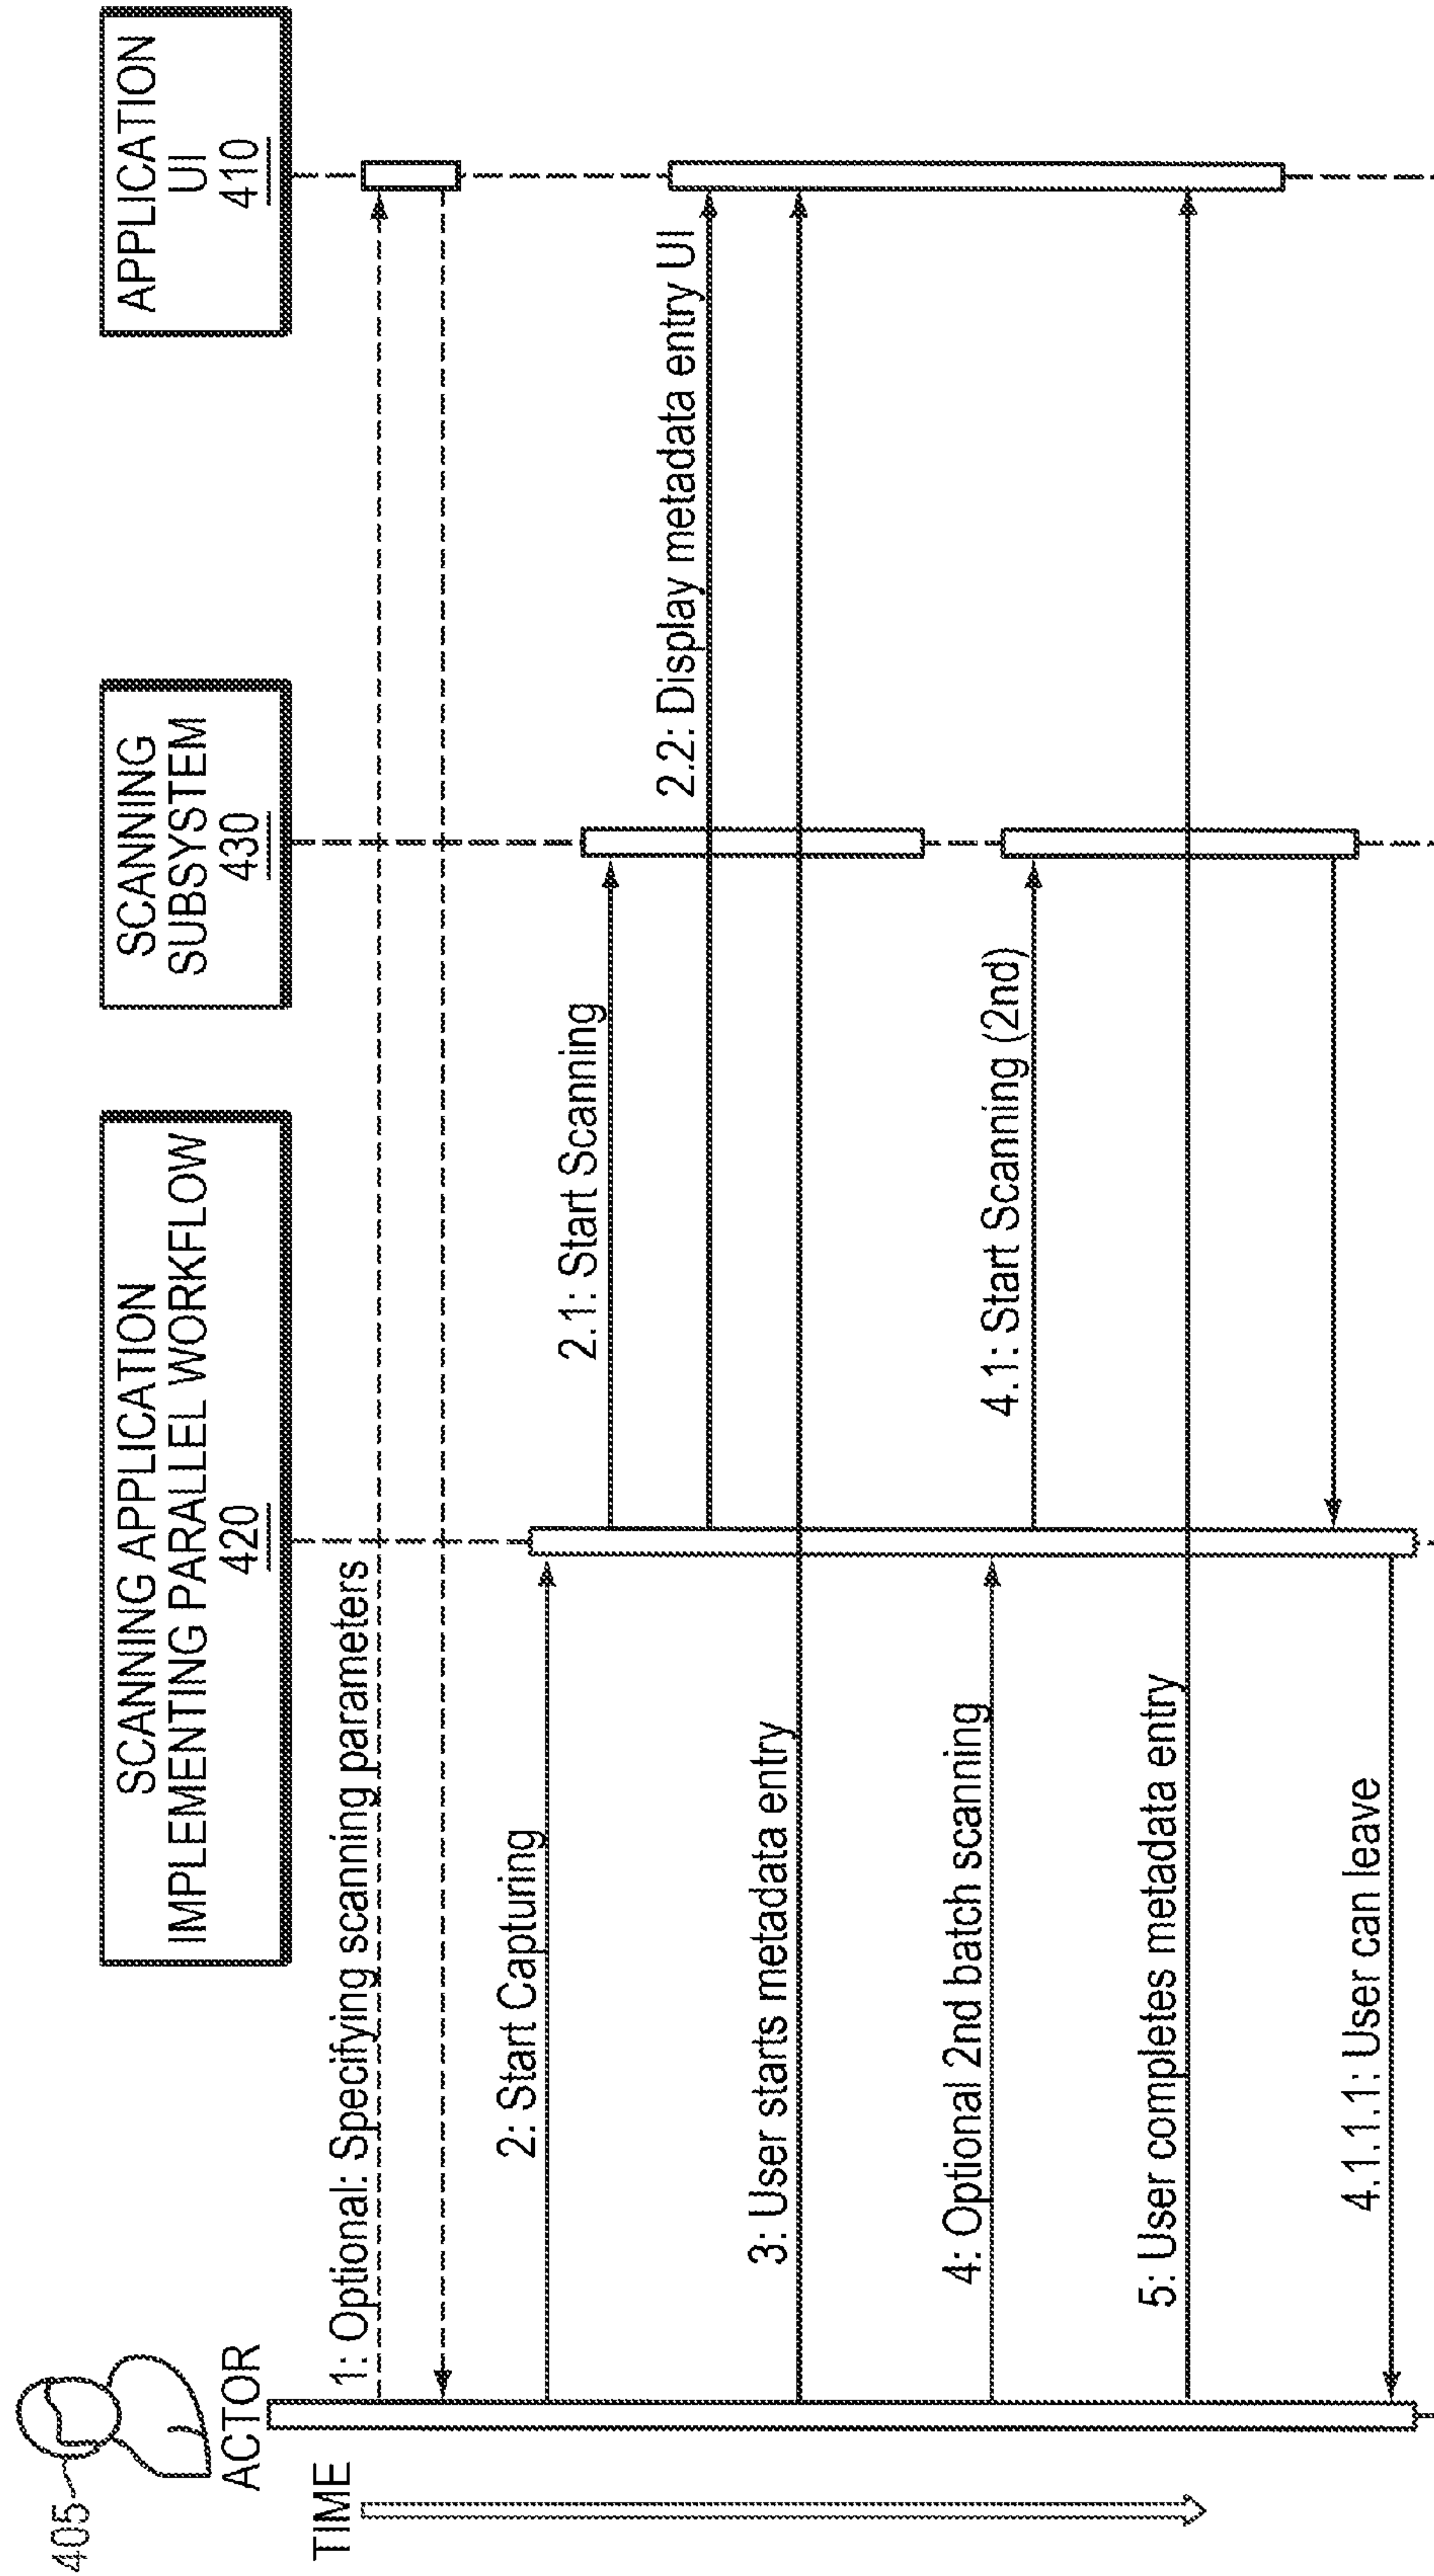 405
ACTOR
TIME
SCANNING APPLICATION
IMPLEMENTING PARALLEL WORKFLOW
420
SCANNING
SUBSYSTEM
430
APPLICATION
UI
410
1: Optional: Specifying scanning parameters
2: Start Capturing
2.1: Start Scanning
2.2: Display metadata entry UI
3: User starts metadata entry
4: Optional 2nd batch scanning
4.1: Start Scanning (2nd)
5: User completes metadata entry
4.1.1.1: User can leave